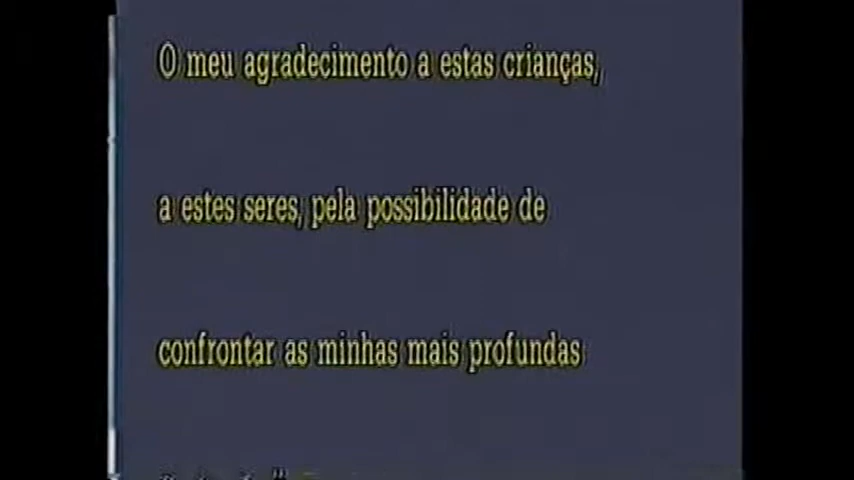 O meu agradecimento a estas crianças,
a estes seres, pela possibilidade de
confrontar as minhas mais profundas